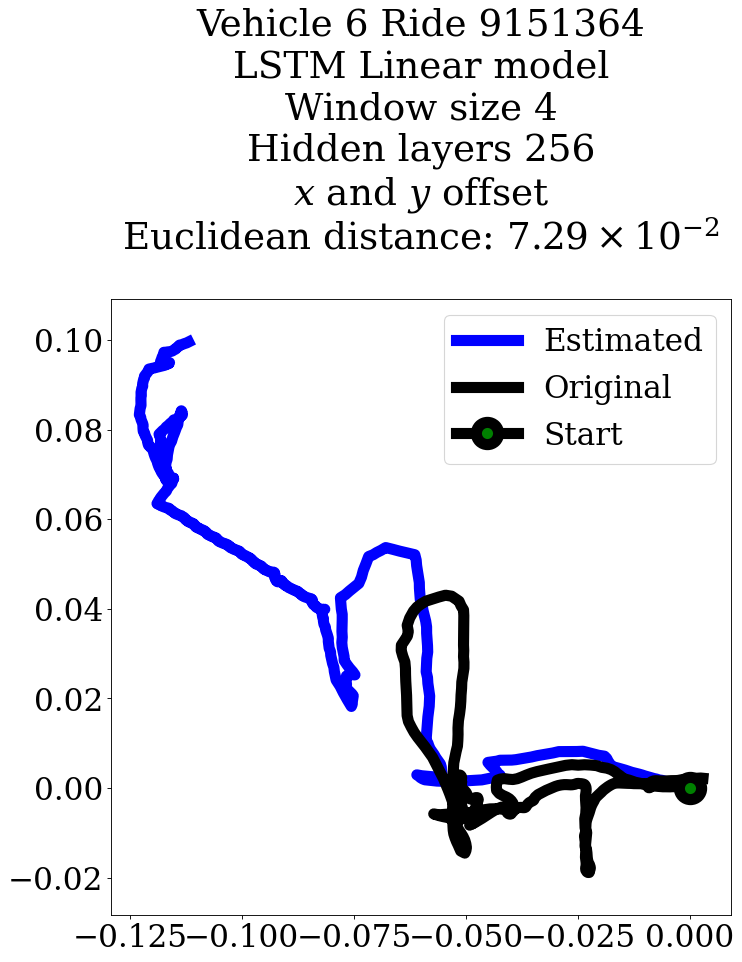 Vehicle 6 Ride 9151364
LSTM Linear model
Window size 4
Hidden layers 256
x and y offset
Euclidean distance: 7.29 × 10⁻²
Estimated
Original
Start
0.10
0.08
0.06
0.04
0.02
0.00
−0.02
−0.125 −0.100 −0.075 −0.050 −0.025 0.000